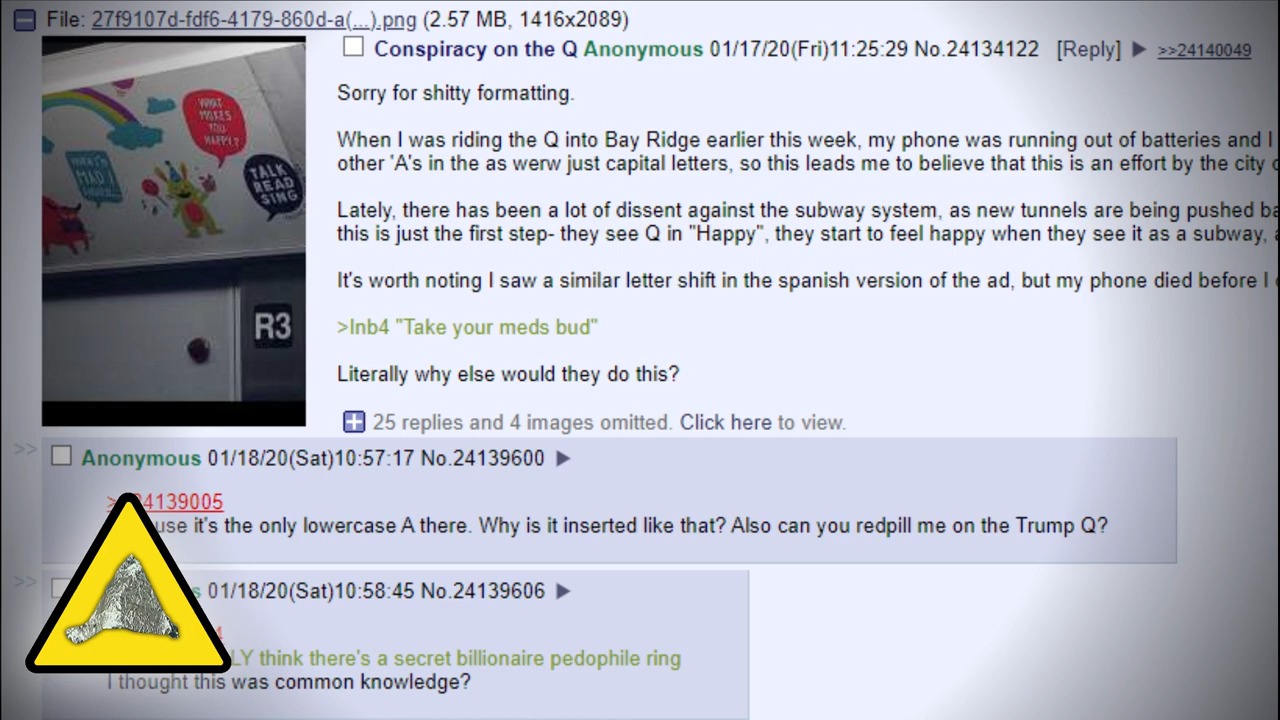 File: 27f9107d-fdf6-4179-860d-a(...).png (2.57 MB, 1416x2089)
Conspiracy on the Q Anonymous 01/17/20(Fri)11:25:29 No.24134122 [Reply] ▶ >>24140049
Sorry for shitty formatting.
When I was riding the Q into Bay Ridge earlier this week, my phone was running out of batteries and I
other 'A's in the as werw just capital letters, so this leads me to believe that this is an effort by the city
Lately, there has been a lot of dissent against the subway system, as new tunnels are being pushed
this is just the first step- they see Q in "Happy", they start to feel happy when they see it as a subway,
It's worth noting I saw a similar letter shift in the spanish version of the ad, but my phone died before I
>Inb4 "Take your meds bud"
Literally why else would they do this?
25 replies and 4 images omitted. Click here to view.
WHAT
MAKES
YOU
HAPPY?
WHEN I'M
MAD I
TALK
READ
SING
R3
>> Anonymous 01/18/20(Sat)10:57:17 No.24139600 ▶
24139005
use it's the only lowercase A there. Why is it inserted like that? Also can you redpill me on the Trump Q?
>> 01/18/20(Sat)10:58:45 No.24139606 ▶
LY think there's a secret billionaire pedophile ring
I thought this was common knowledge?